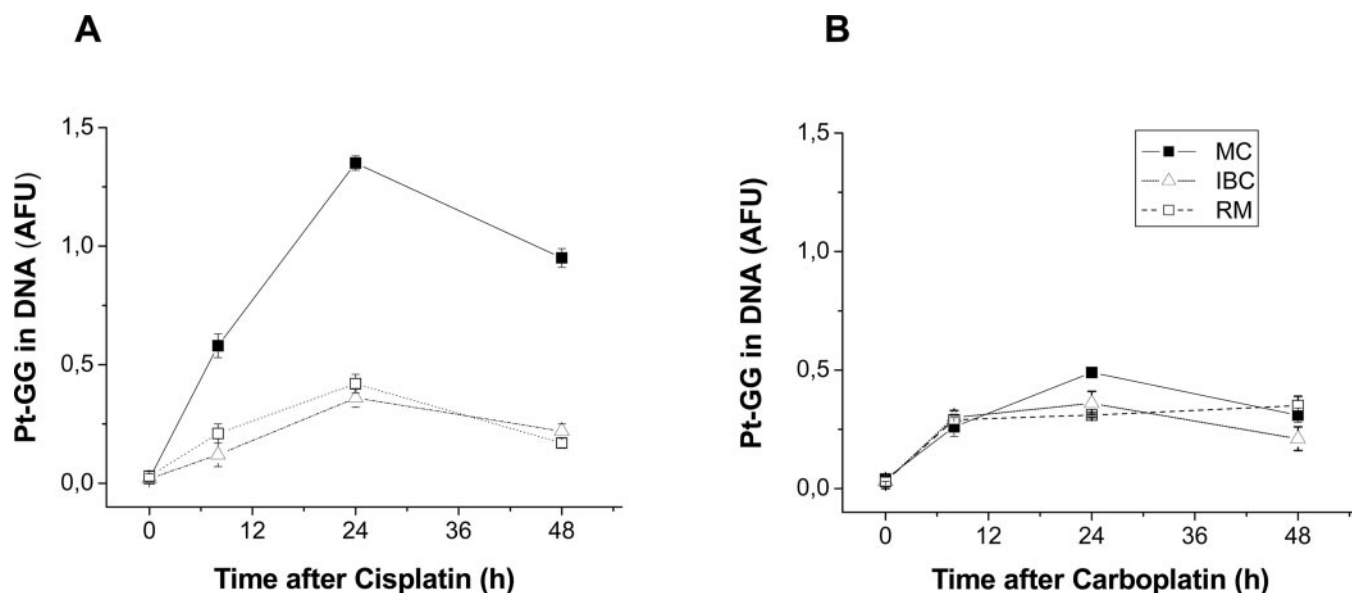 A
1,5
1,0
0,5
0,0
Pt-GG in DNA (AFU)
0 12 24 36 48
Time after Cisplatin (h)
B
1,5
1,0
0,5
0,0
Pt-GG in DNA (AFU)
MC
IBC
RM
0 12 24 36 48
Time after Carboplatin (h)